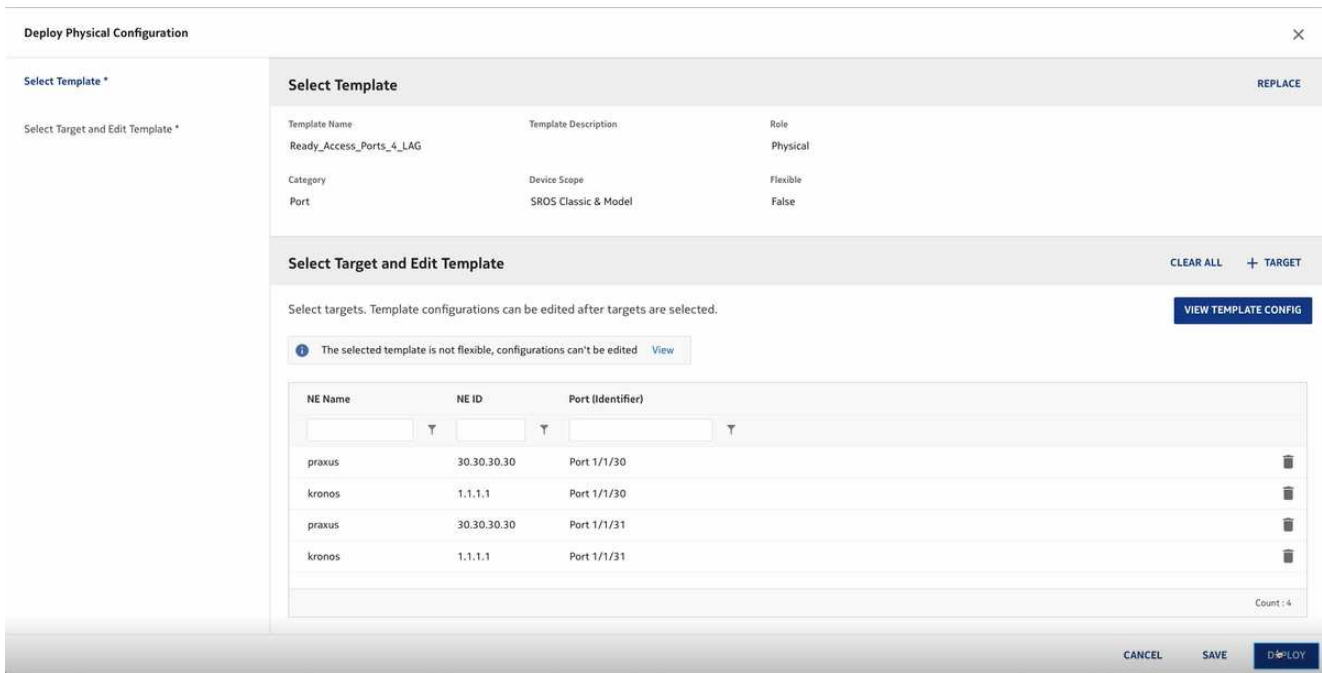 Deploy Physical Configuration
Select Template *
Select Target and Edit Template *
Select Template
REPLACE
Template Name Template Description Role
Ready_Access_Ports_4_LAG Physical
Category Device Scope Flexible
Port SROS Classic & Model False
Select Target and Edit Template
CLEAR ALL + TARGET
Select targets. Template configurations can be edited after targets are selected.
VIEW TEMPLATE CONFIG
The selected template is not flexible, configurations can't be edited View
NE Name NE ID Port (Identifier)
praxus 30.30.30.30 Port 1/1/30
kronos 1.1.1.1 Port 1/1/30
praxus 30.30.30.30 Port 1/1/31
kronos 1.1.1.1 Port 1/1/31
Count : 4
CANCEL SAVE DEPLOY